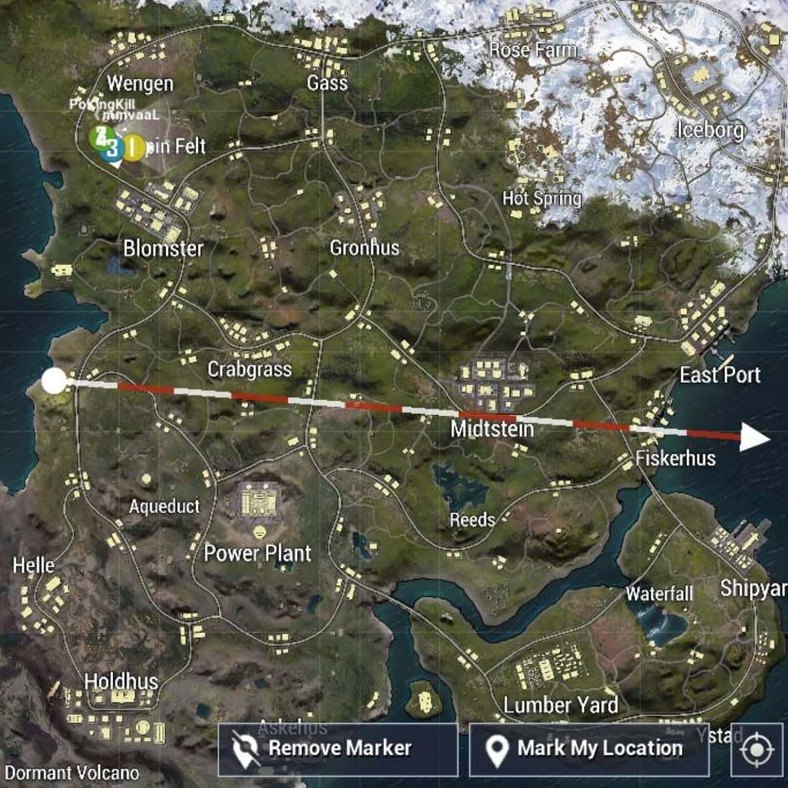 Rose Farm
Wengen
Gass
PoKingKill
Iceborg
2
3
1
pin Felt
Hot Spring
Blomster
Gronhus
Crabgrass
East Port
Midtstein
Fiskerhus
Aqueduct
Reeds
Power Plant
Helle
Waterfall
Shipyar
Holdhus
Lumber Yard
Askehus
Ystad
Remove Marker
Mark My Location
Dormant Volcano